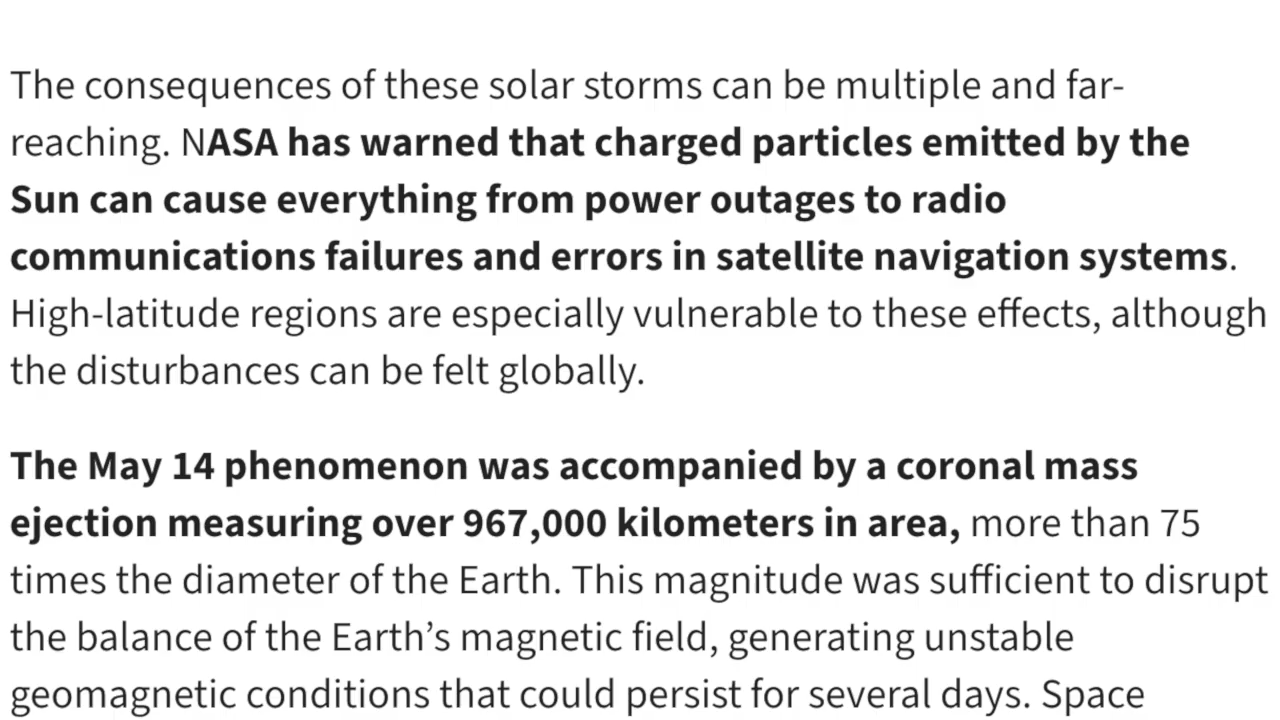 The consequences of these solar storms can be multiple and far-
reaching. NASA has warned that charged particles emitted by the
Sun can cause everything from power outages to radio
communications failures and errors in satellite navigation systems.
High-latitude regions are especially vulnerable to these effects, although
the disturbances can be felt globally.
The May 14 phenomenon was accompanied by a coronal mass
ejection measuring over 967,000 kilometers in area, more than 75
times the diameter of the Earth. This magnitude was sufficient to disrupt
the balance of the Earth’s magnetic field, generating unstable
geomagnetic conditions that could persist for several days. Space